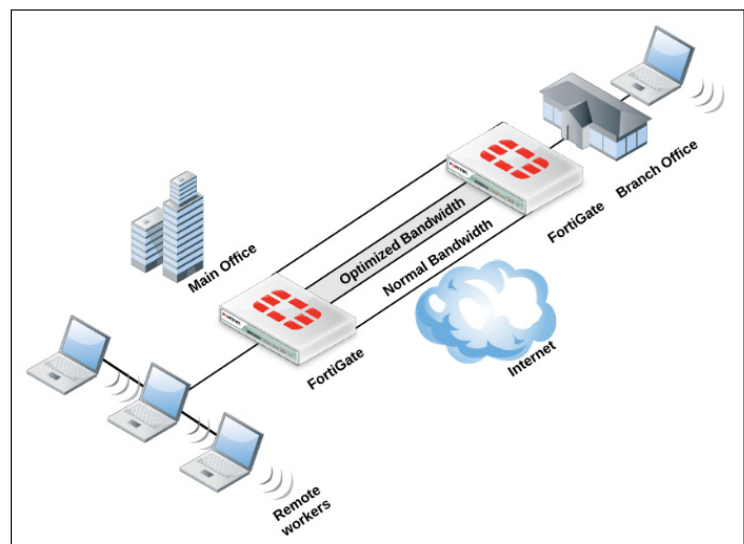 Branch Office
FortiGate
Optimized Bandwidth
Normal Bandwidth
Main Office
FortiGate
Internet
Remote
workers